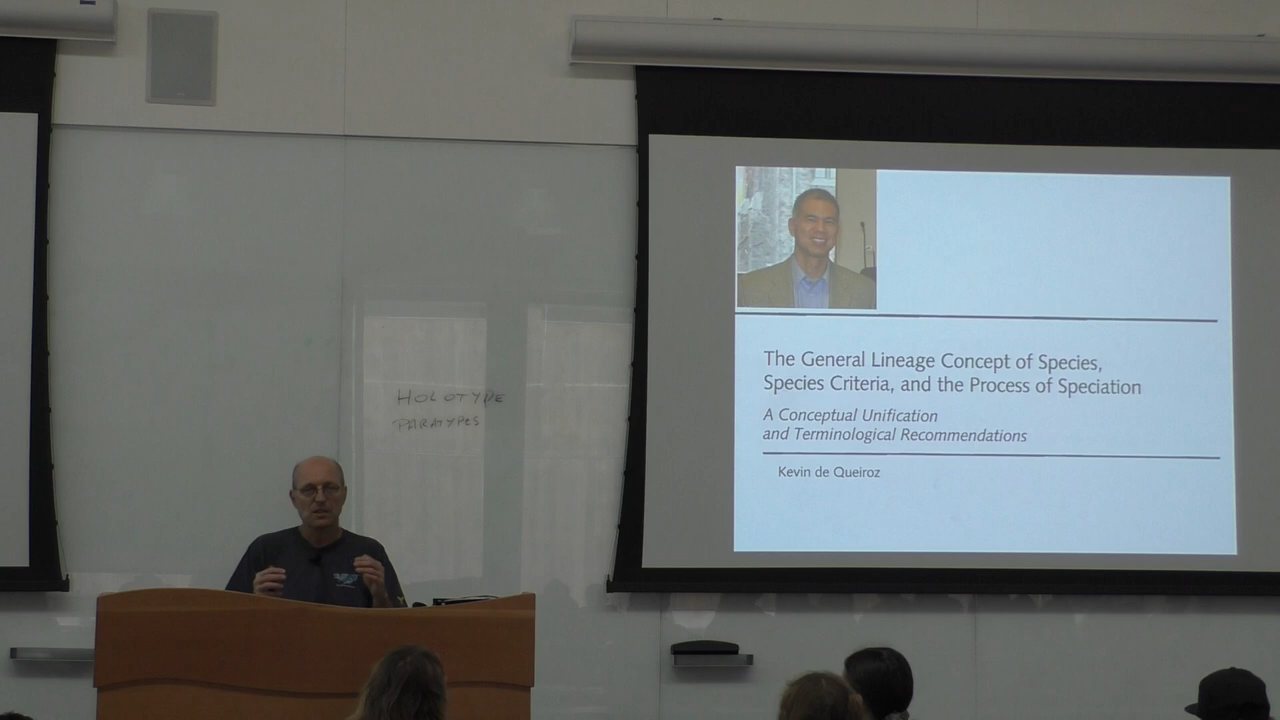 HOLOTYPE
PARATYPES
The General Lineage Concept of Species,
Species Criteria, and the Process of Speciation
A Conceptual Unification
and Terminological Recommendations
Kevin de Queiroz